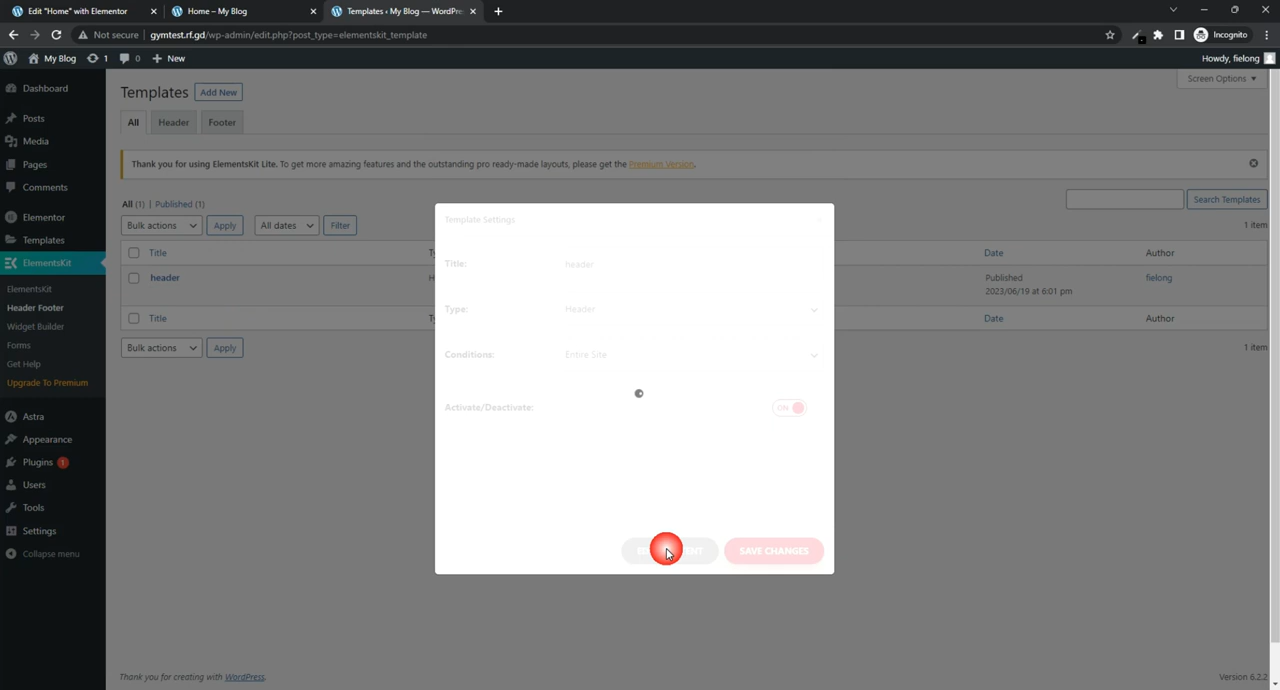 Edit "Home" with Elementor
Home – My Blog
Templates ‹ My Blog — WordPr
Not secure
gymtest.rf.gd/wp-admin/edit.php?post_type=elementskit_template
Incognito
My Blog
1
0
New
Howdy, fielong
Dashboard
Posts
Media
Pages
Comments
Elementor
Templates
ElementsKit
ElementsKit
Header Footer
Widget Builder
Forms
Get Help
Upgrade To Premium
Astra
Appearance
Plugins 1
Users
Tools
Settings
Collapse menu
Screen Options
Templates
Add New
All
Header
Footer
Thank you for using ElementsKit Lite. To get more amazing features and the outstanding pro ready-made layouts, please get the Premium Version.
All (1) | Published (1)
Search Templates
Bulk actions
Apply
All dates
Filter
1 item
Title
Date
Author
header
Published
2023/06/19 at 6:01 pm
fielong
Title
Date
Author
Bulk actions
Apply
1 item
Template Settings
Title:
header
Type:
Header
Conditions:
Entire Site
Activate/Deactivate:
ON
SAVE CHANGES
Thank you for creating with WordPress.
Version 6.2.2